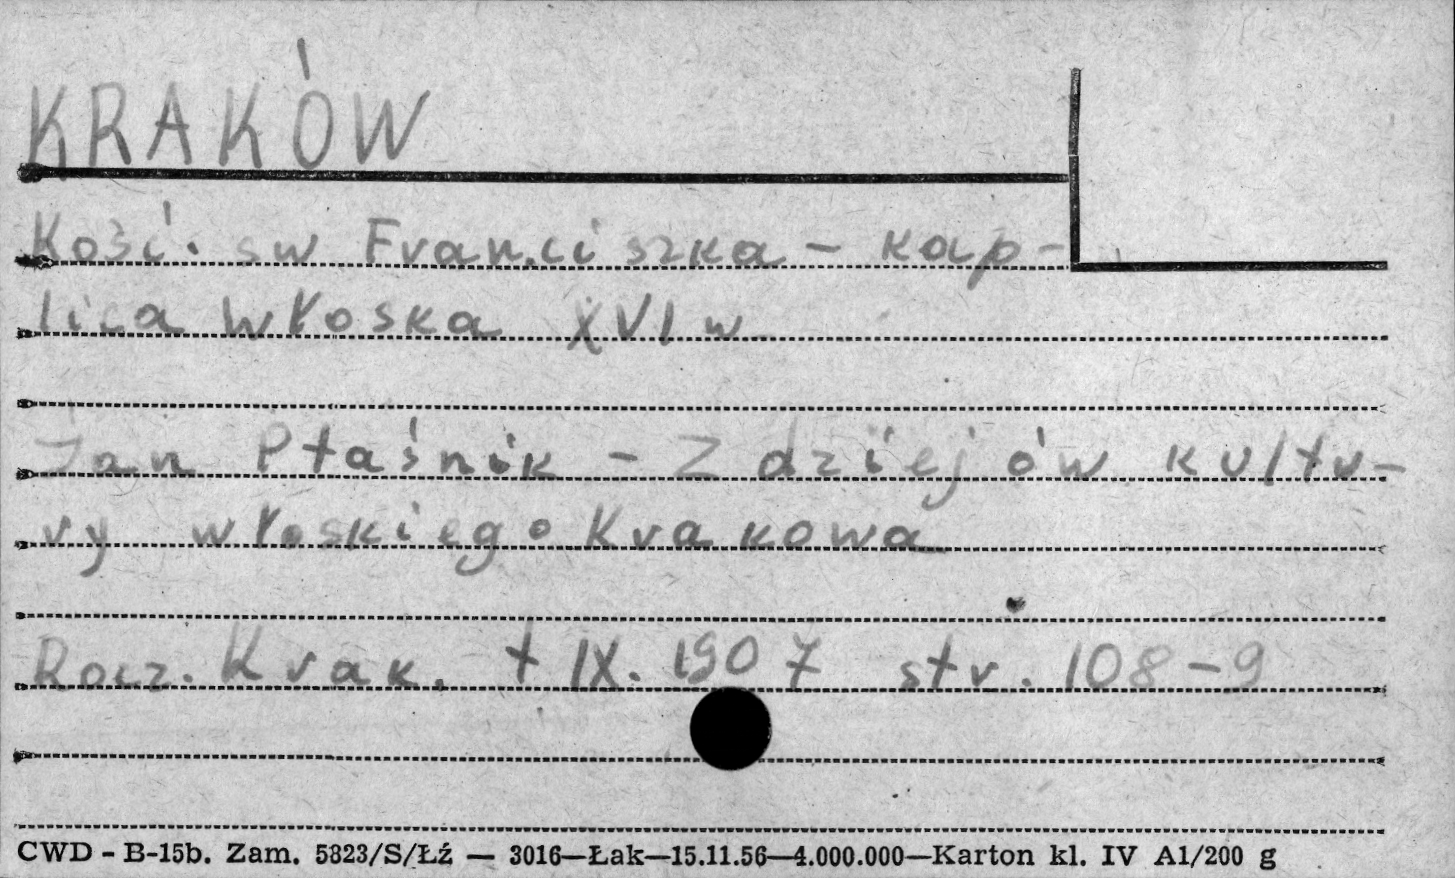 KRAKÓW
Kość. sw Franciszka - kap-
lica włoska XVI w
Jan Ptaśnik - Z dziejów kultu-
ry włoskiego Krakowa
Rocz. Krak. t IX. 1907 str. 108-9
CWD - B-15b. Zam. 5823/S/Łź — 3016—Łak—15.11.56—4.000.000—Karton kl. IV A1/200 g